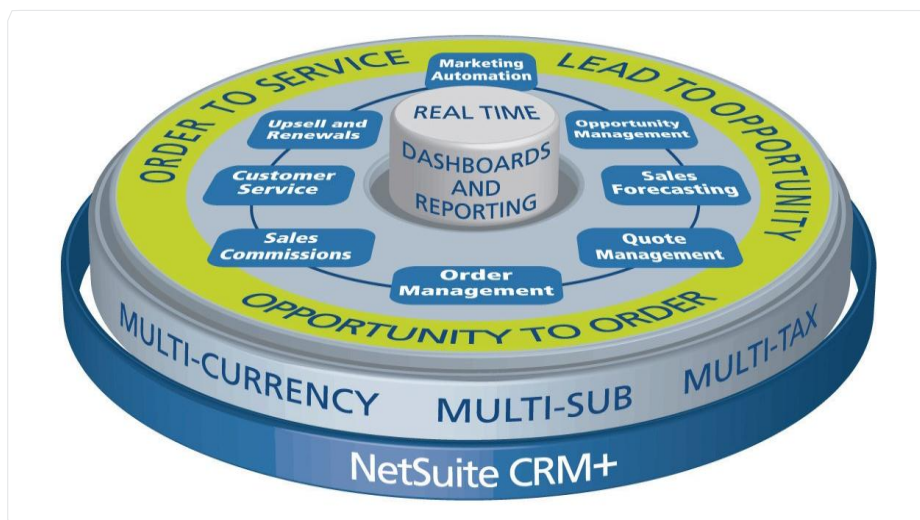 ORDER TO SERVICE
LEAD TO OPPORTUNITY
OPPORTUNITY TO ORDER
Marketing
Automation
Opportunity
Management
Sales
Forecasting
Quote
Management
Order
Management
Sales
Commissions
Customer
Service
Upsell and
Renewals
REAL TIME
DASHBOARDS
AND
REPORTING
MULTI-CURRENCY
MULTI-SUB
MULTI-TAX
NetSuite CRM+